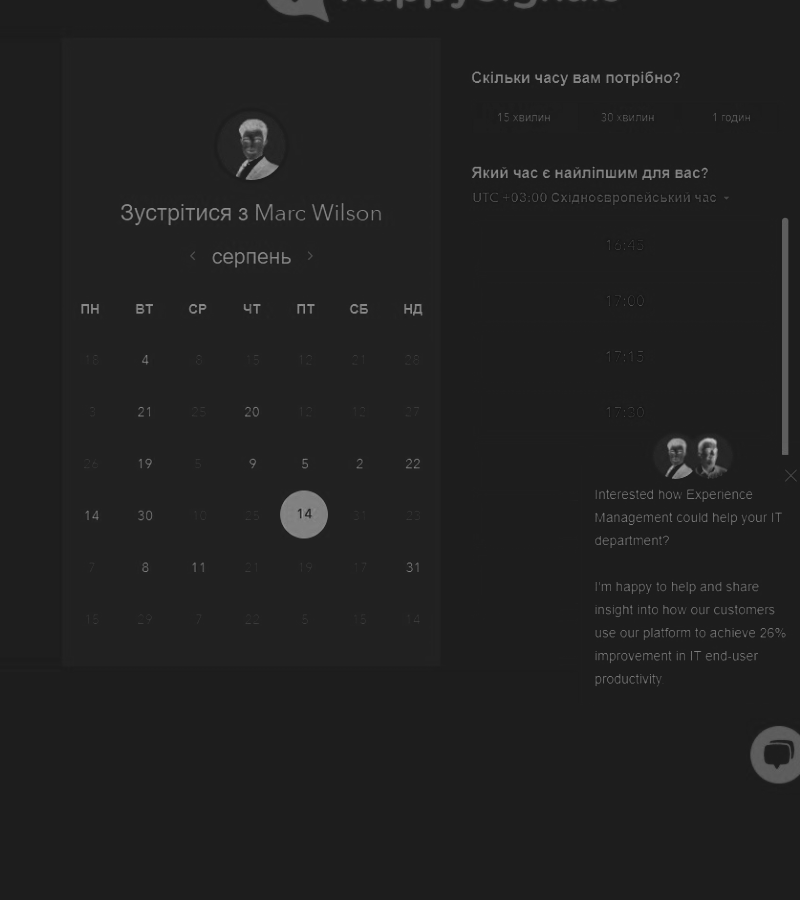 HappySignals
Зустрітися з Marc Wilson
серпень
ПН ВТ СР ЧТ ПТ СБ НД
18 4 8 15 12 21 28
3 21 25 20 12 12 27
26 19 5 9 5 2 22
14 30 10 25 14 31 23
7 8 11 21 19 17 31
15 29 7 22 5 15 14
Скільки часу вам потрібно?
15 хвилин 30 хвилин 1 годин
Який час є найліпшим для вас?
UTC +03:00 Східноєвропейський час
16:45
17:00
17:15
17:30
Interested how Experience
Management could help your IT
department?
I'm happy to help and share
insight into how our customers
use our platform to achieve 26%
improvement in IT end-user
productivity